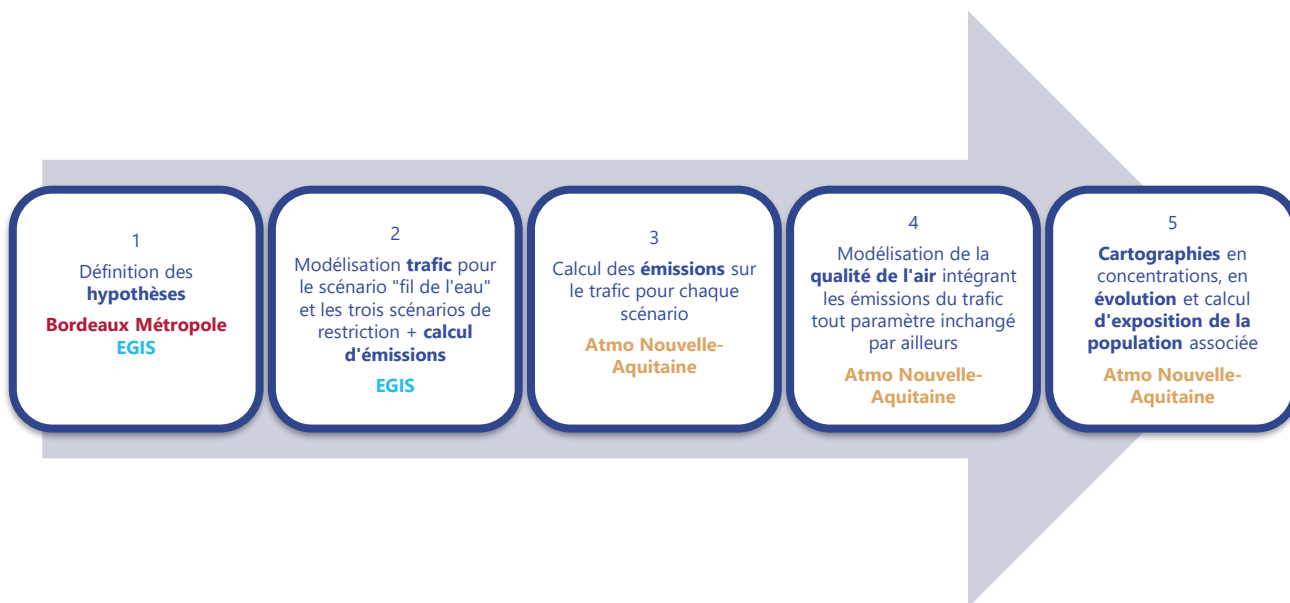 1
Définition des
hypothèses
Bordeaux Métropole
EGIS
2
Modélisation trafic pour
le scénario "fil de l'eau"
et les trois scénarios de
restriction + calcul
d'émissions
EGIS
3
Calcul des émissions sur
le trafic pour chaque
scénario
Atmo Nouvelle-
Aquitaine
4
Modélisation de la
qualité de l'air intégrant
les émissions du trafic
tout paramètre inchangé
par ailleurs
Atmo Nouvelle-
Aquitaine
5
Cartographies en
concentrations, en
évolution et calcul
d'exposition de la
population associée
Atmo Nouvelle-
Aquitaine